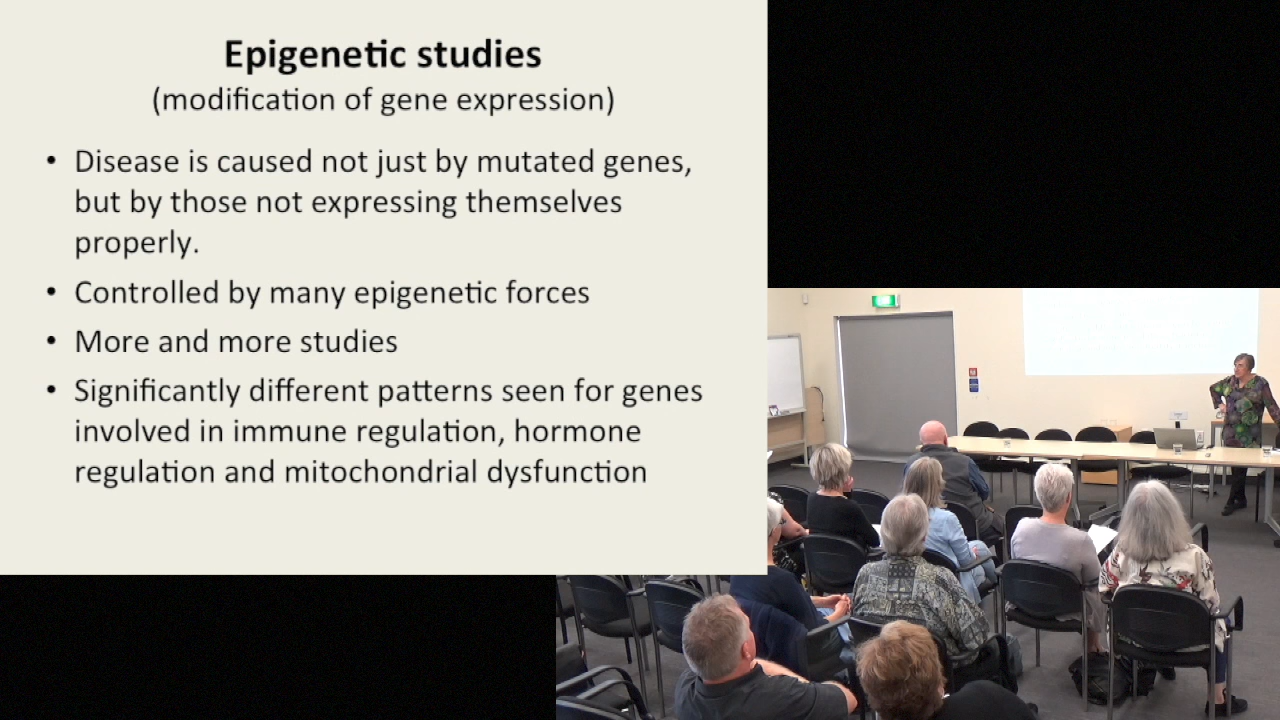 Epigenetic studies
(modification of gene expression)
• Disease is caused not just by mutated genes,
but by those not expressing themselves
properly.
• Controlled by many epigenetic forces
• More and more studies
• Significantly different patterns seen for genes
involved in immune regulation, hormone
regulation and mitochondrial dysfunction